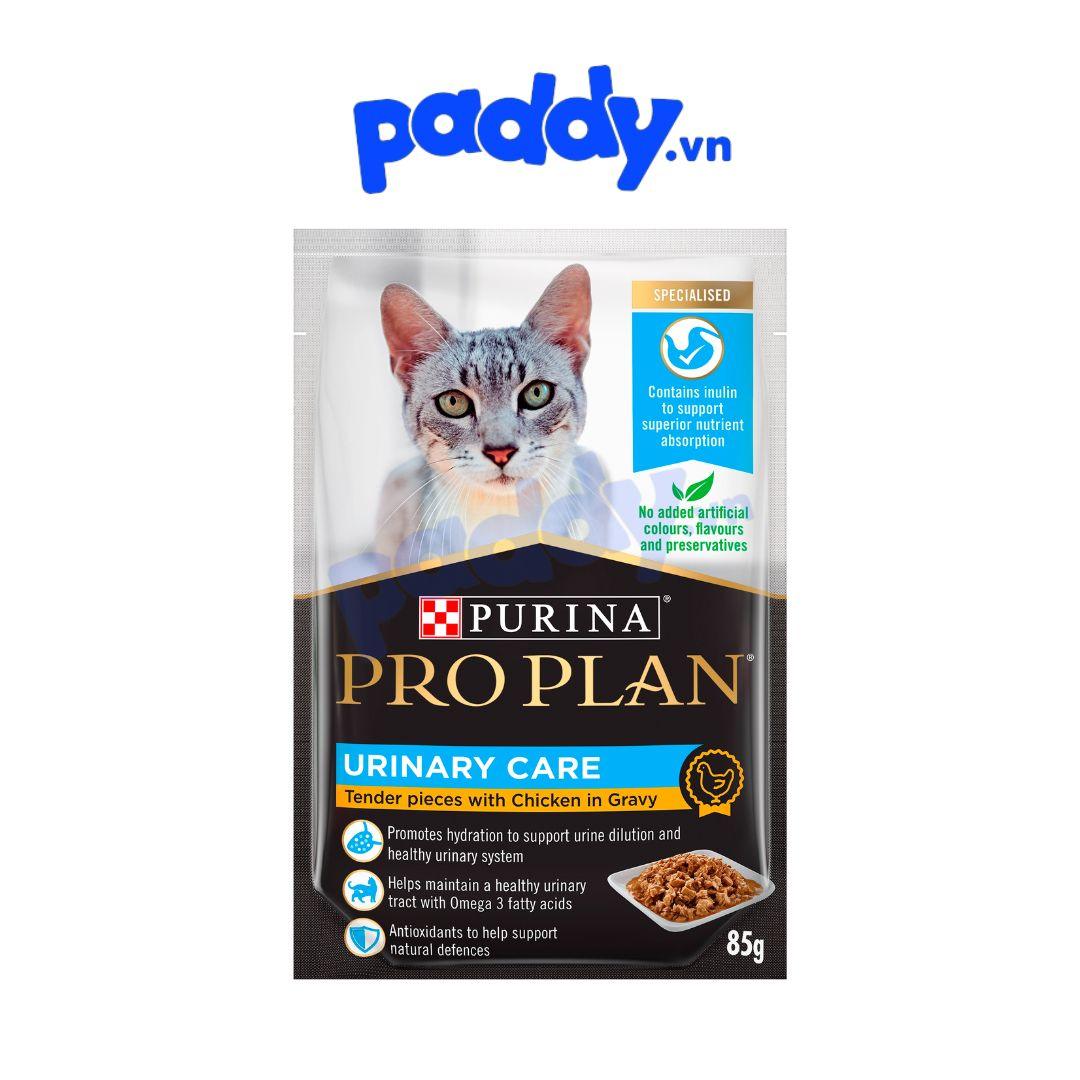 paddy.vn
SPECIALISED
Contains inulin
to support
superior nutrient
absorption
No added artificial
colours, flavours
and preservatives
paddy.vn
PURINA®
PRO PLAN®
URINARY CARE
Tender pieces with Chicken in Gravy
Promotes hydration to support urine dilution and
healthy urinary system
Helps maintain a healthy urinary
tract with Omega 3 fatty acids
Antioxidants to help support
natural defences
85g